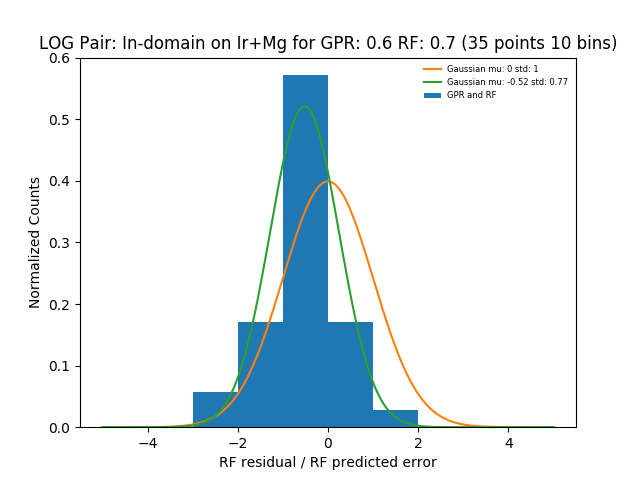 LOG Pair: In-domain on Ir+Mg for GPR: 0.6 RF: 0.7 (35 points 10 bins)
Gaussian mu: 0 std: 1
Gaussian mu: -0.52 std: 0.77
GPR and RF
Normalized Counts
0.6
0.5
0.4
0.3
0.2
0.1
0.0
−4
−2
0
2
4
RF residual / RF predicted error